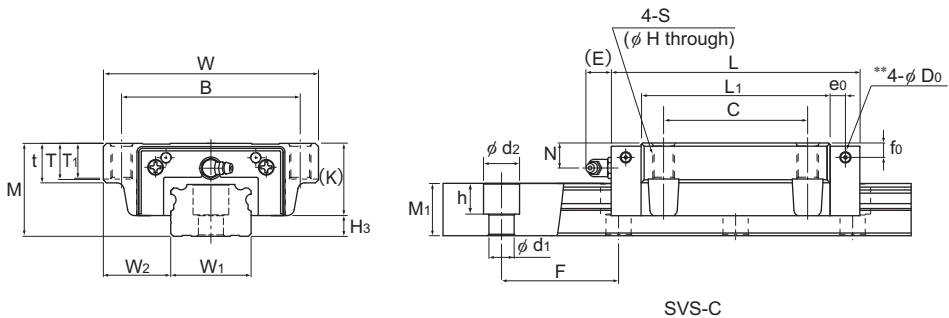 W
B
t
T
T1
M
(K)
H3
W2
W1
4-S
(φ H through)
(E)
L
L1
e0
**4-φ D0
C
N
f0
φ d2
h
M1
φ d1
F
SVS-C